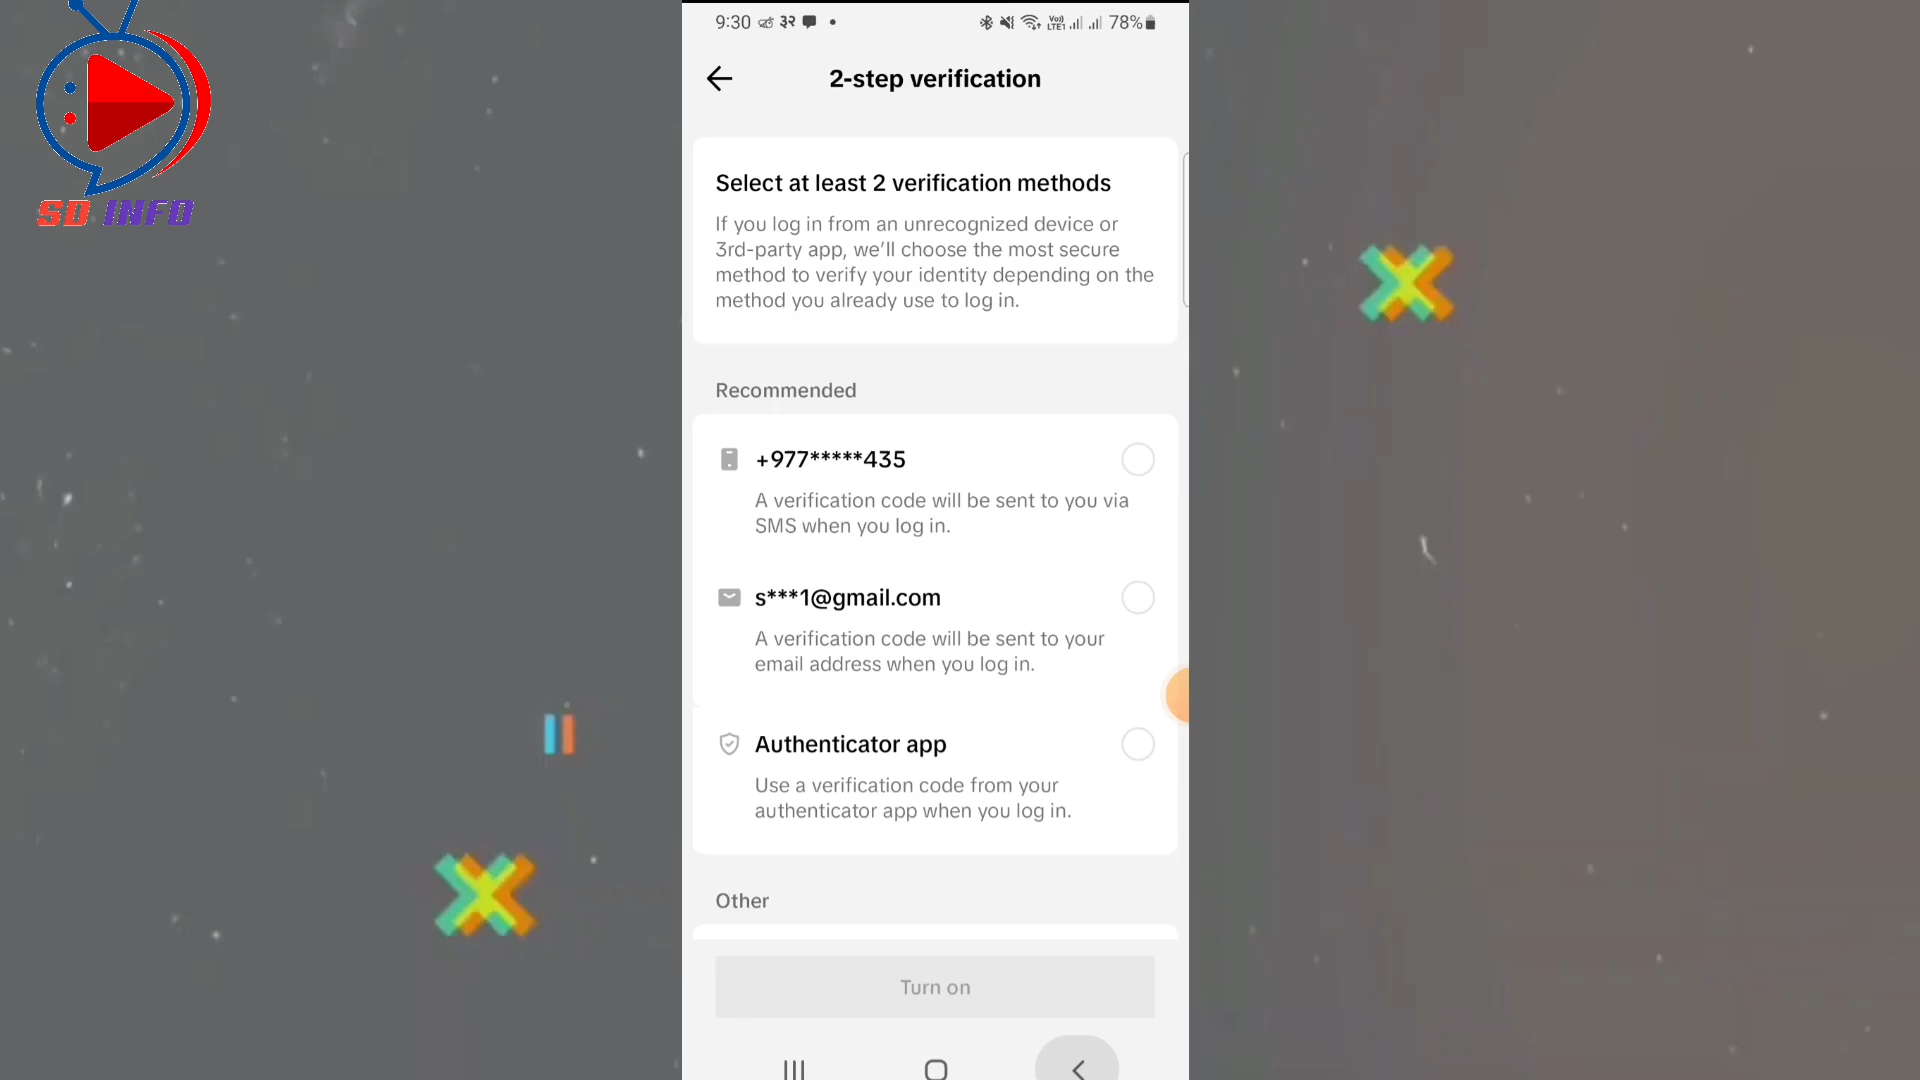 SD INFO
9:30 ३२
Vo))
LTE1 78%
2-step verification
Select at least 2 verification methods
If you log in from an unrecognized device or
3rd-party app, we’ll choose the most secure
method to verify your identity depending on the
method you already use to log in.
Recommended
+977*****435
A verification code will be sent to you via
SMS when you log in.
s***1@gmail.com
A verification code will be sent to your
email address when you log in.
Authenticator app
Use a verification code from your
authenticator app when you log in.
Other
Turn on